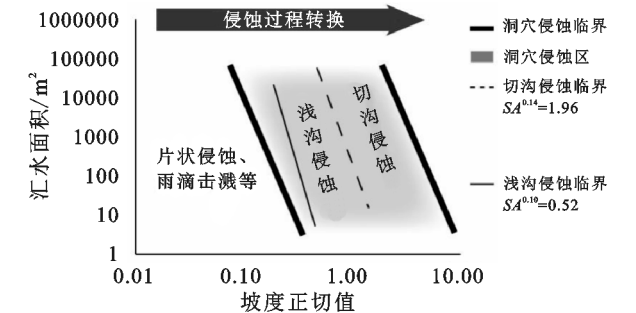 侵蚀过程转换
汇水面积/m²
1000000
100000
10000
1000
100
10
1
0.01
0.10
1.00
10.00
坡度正切值
片状侵蚀、
雨滴击溅等
浅沟侵蚀
切沟侵蚀
洞穴侵蚀临界
洞穴侵蚀区
切沟侵蚀临界
SA^0.14=1.96
浅沟侵蚀临界
SA^0.19=0.52